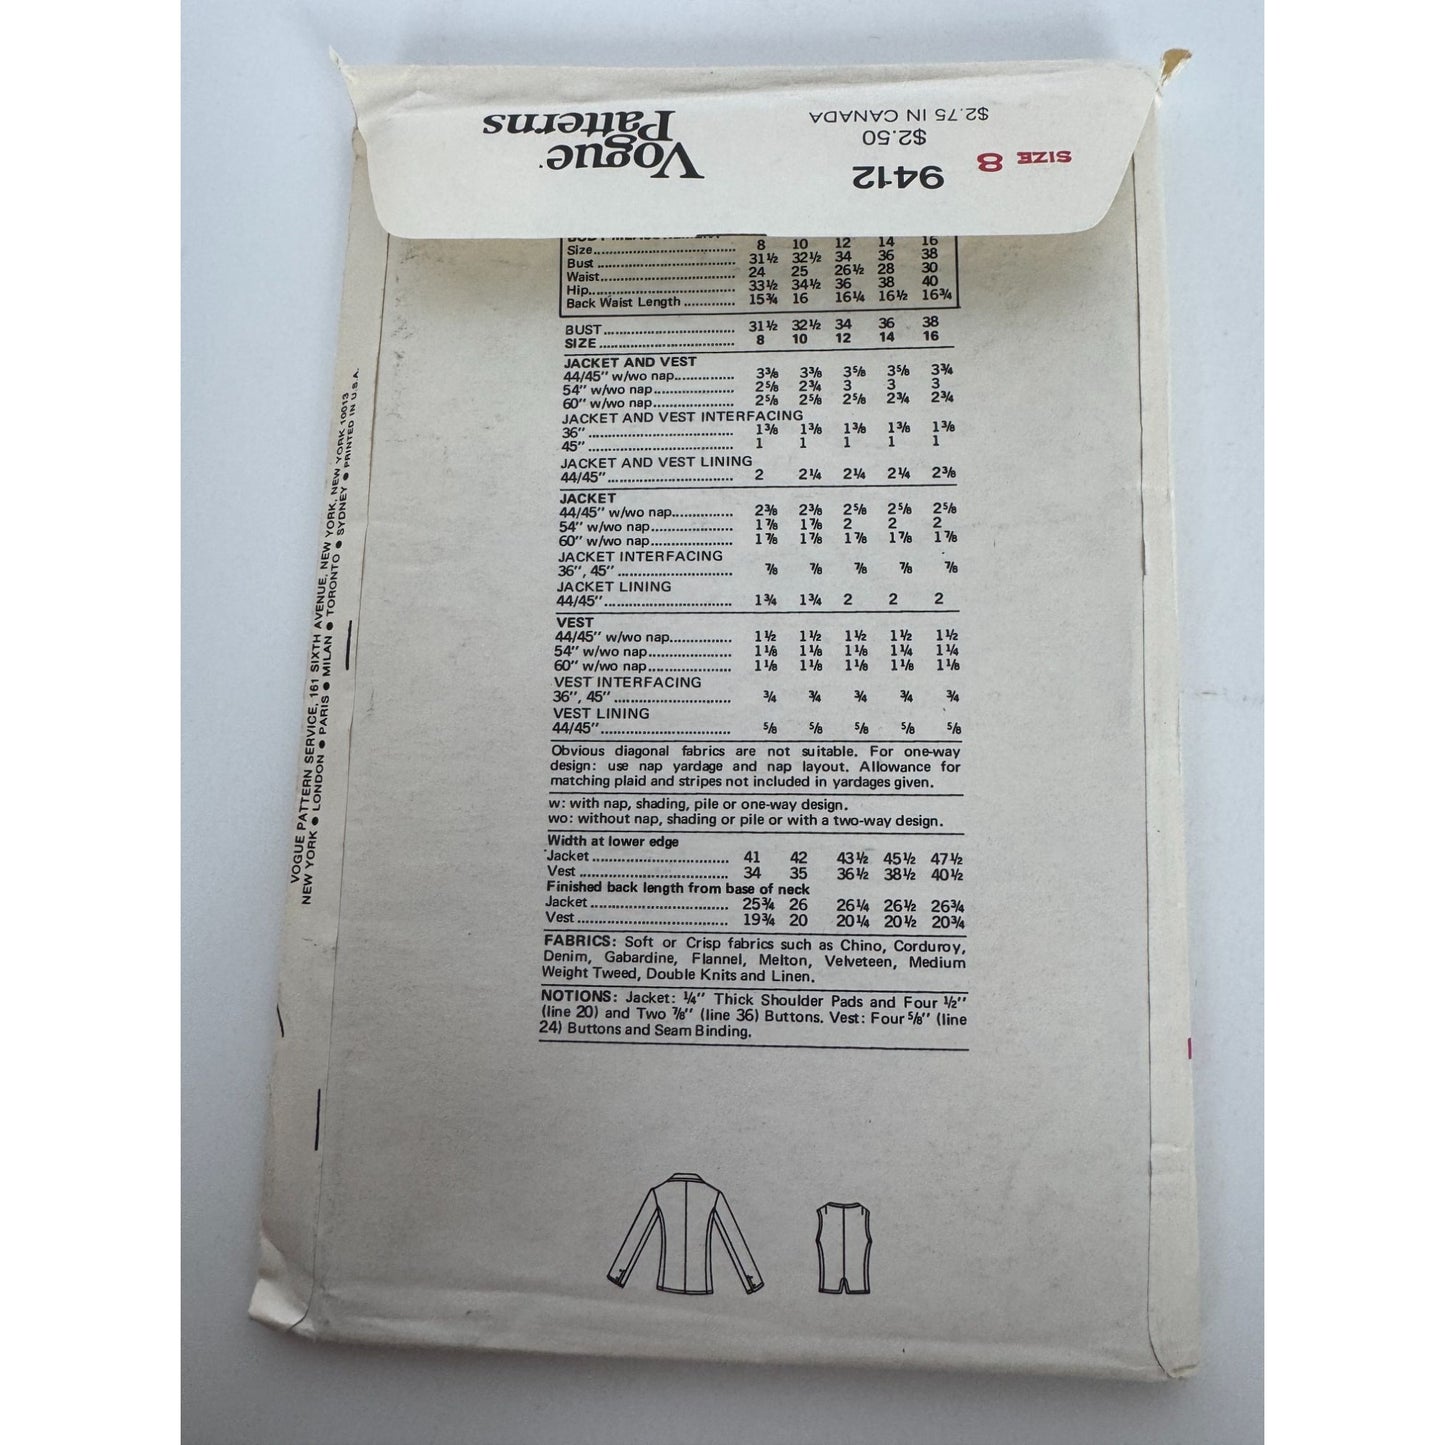 Vogue
Patterns
SIZE 8
9412
$2.50
$2.75 IN CANADA
BODY MEASUREMENTS
Size 8 10 12 14 16
Bust 31½ 32½ 34 36 38
Waist 24 25 26½ 28 30
Hip 33½ 34½ 36 38 40
Back Waist Length 15¾ 16 16¼ 16½ 16¾
BUST 31½ 32½ 34 36 38
SIZE 8 10 12 14 16
JACKET AND VEST
44/45" w/wo nap 3⅜ 3⅜ 3⅝ 3⅝ 3¾
54" w/wo nap 2⅝ 2¾ 3 3 3
60" w/wo nap 2⅝ 2⅝ 2⅝ 2¾ 2¾
JACKET AND VEST INTERFACING
36" 1⅜ 1⅜ 1⅜ 1⅜ 1⅜
45" 1 1 1 1 1
JACKET AND VEST LINING
44/45" 2 2¼ 2¼ 2¼ 2⅜
JACKET
44/45" w/wo nap 2⅜ 2⅜ 2⅝ 2⅝ 2⅝
54" w/wo nap 1⅞ 1⅞ 2 2 2
60" w/wo nap 1⅞ 1⅞ 1⅞ 1⅞ 1⅞
JACKET INTERFACING
36", 45" ⅞ ⅞ ⅞ ⅞ ⅞
JACKET LINING
44/45" 1¾ 1¾ 2 2 2
VEST
44/45" w/wo nap 1½ 1½ 1½ 1½ 1½
54" w/wo nap 1⅛ 1⅛ 1⅛ 1¼ 1¼
60" w/wo nap 1⅛ 1⅛ 1⅛ 1⅛ 1⅛
VEST INTERFACING
36", 45" ¾ ¾ ¾ ¾ ¾
VEST LINING
44/45" ⅝ ⅝ ⅝ ⅝ ⅝
Obvious diagonal fabrics are not suitable. For one-way
design: use nap yardage and nap layout. Allowance for
matching plaid and stripes not included in yardages given.
w: with nap, shading, pile or one-way design.
wo: without nap, shading or pile or with a two-way design.
Width at lower edge
Jacket 41 42 43½ 45½ 47½
Vest 34 35 36½ 38½ 40½
Finished back length from base of neck
Jacket 25¾ 26 26¼ 26½ 26¾
Vest 19¾ 20 20¼ 20½ 20¾
FABRICS: Soft or Crisp fabrics such as Chino, Corduroy,
Denim, Gabardine, Flannel, Melton, Velveteen, Medium
Weight Tweed, Double Knits and Linen.
NOTIONS: Jacket: ¼" Thick Shoulder Pads and Four ½"
(line 20) and Two ⅞" (line 36) Buttons. Vest: Four ⅝" (line
24) Buttons and Seam Binding.
VOGUE PATTERN SERVICE, 161 SIXTH AVENUE, NEW YORK, NEW YORK 10013
NEW YORK ● LONDON ● PARIS ● MILAN ● TORONTO ● SYDNEY ● PRINTED IN U.S.A.